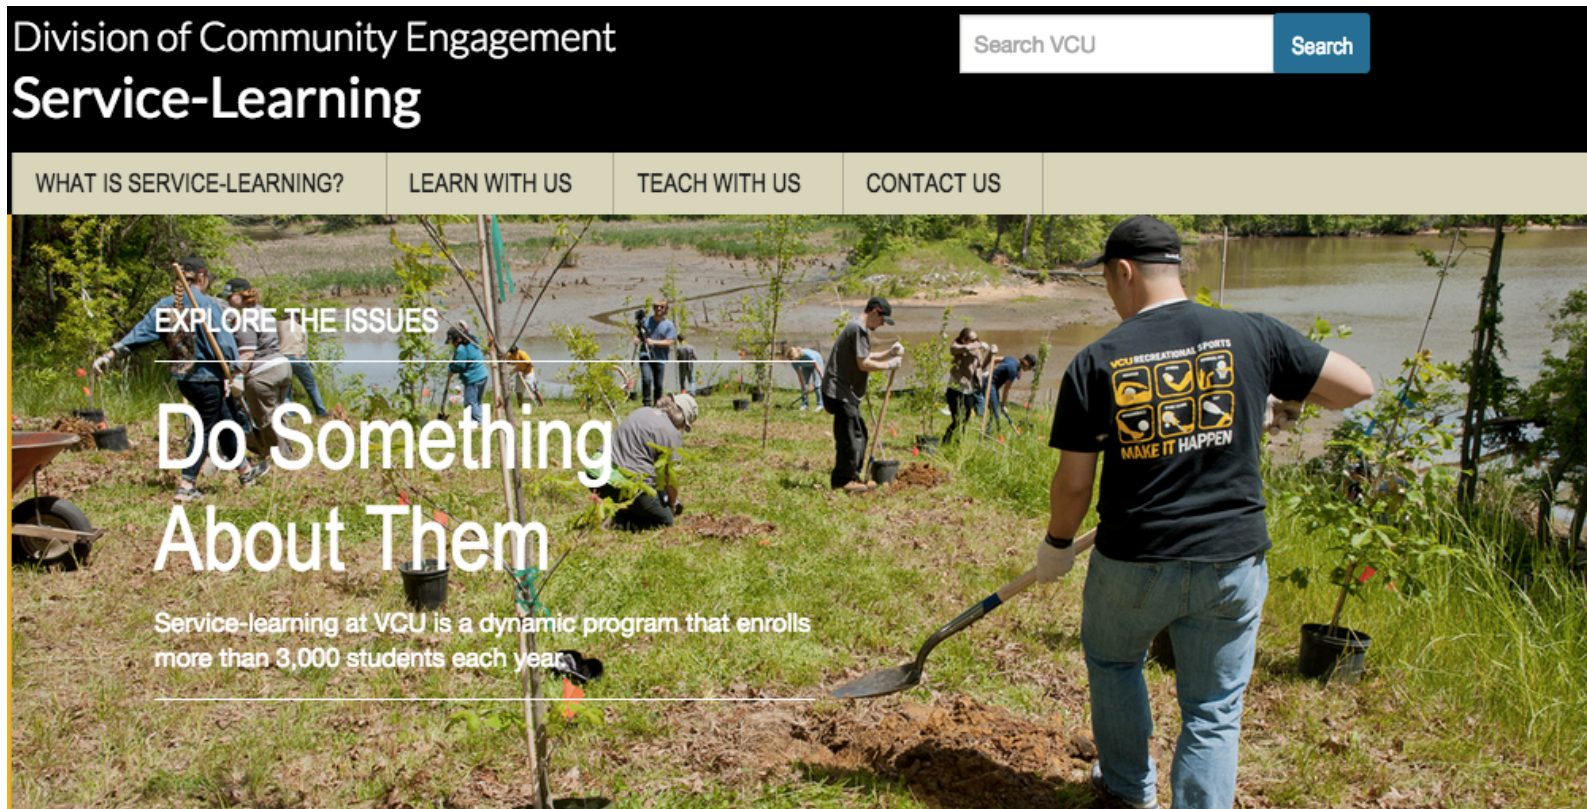 Division of Community Engagement
Service-Learning
Search VCU
Search
WHAT IS SERVICE-LEARNING?
LEARN WITH US
TEACH WITH US
CONTACT US
EXPLORE THE ISSUES
Do Something
About Them
Service-learning at VCU is a dynamic program that enrolls
more than 3,000 students each year.
VCU RECREATIONAL SPORTS
MAKE IT HAPPEN